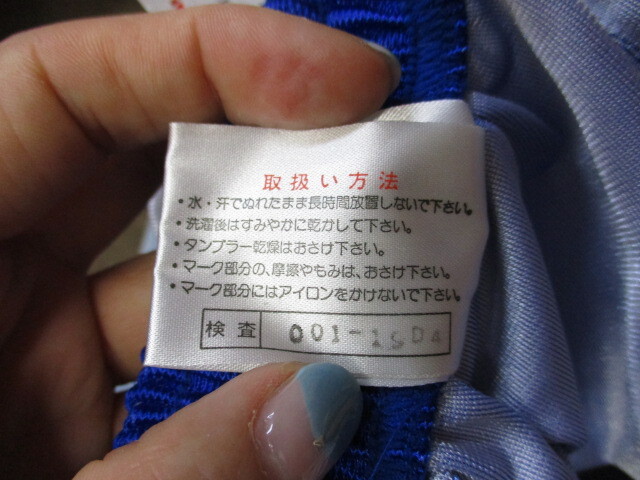 取扱い方法
・水・汗でぬれたまま長時間放置しないで下さい。
・洗濯後はすみやかに乾かして下さい。
・タンブラー乾燥はおさけ下さい。
・マーク部分の、摩擦やもみは、おさけ下さい。
・マーク部分にはアイロンをかけないで下さい。
検査 001-1SD4